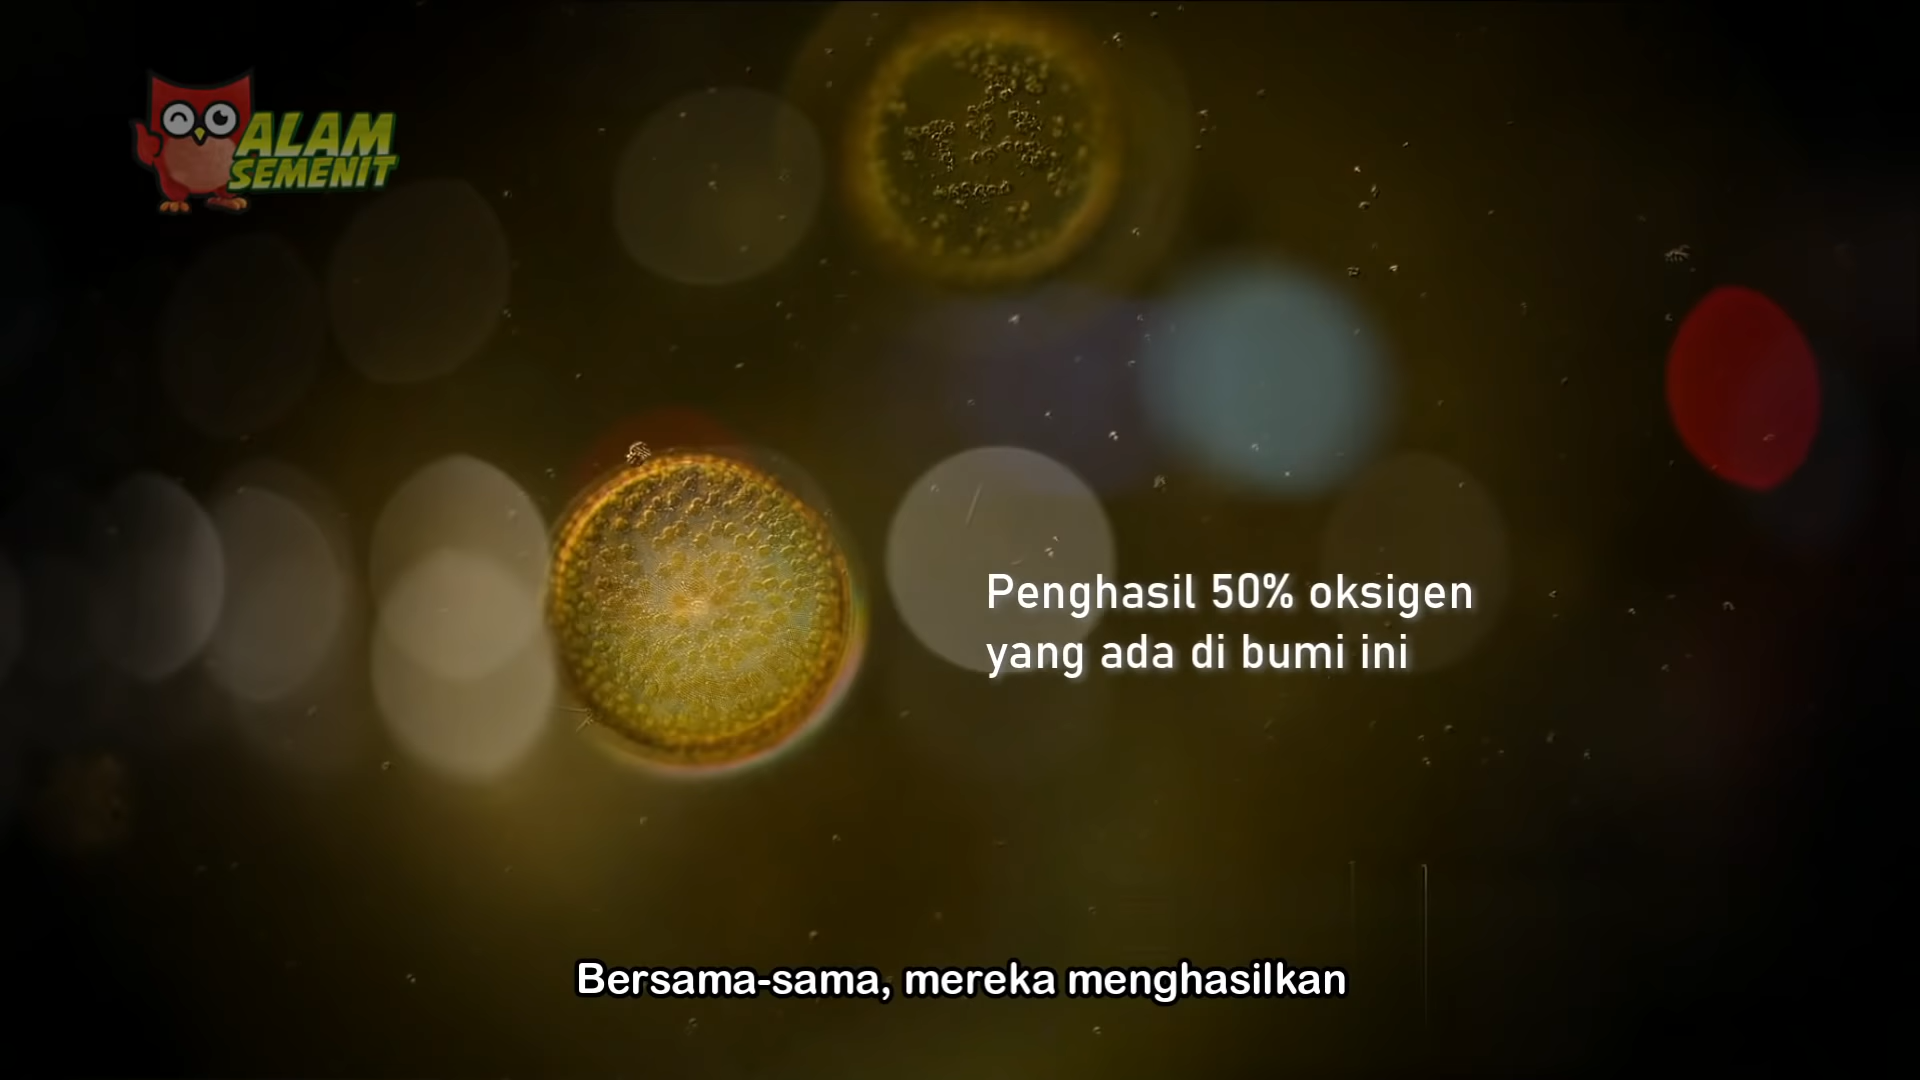 ALAM
SEMENIT
Penghasil 50% oksigen
yang ada di bumi ini
Bersama-sama, mereka menghasilkan